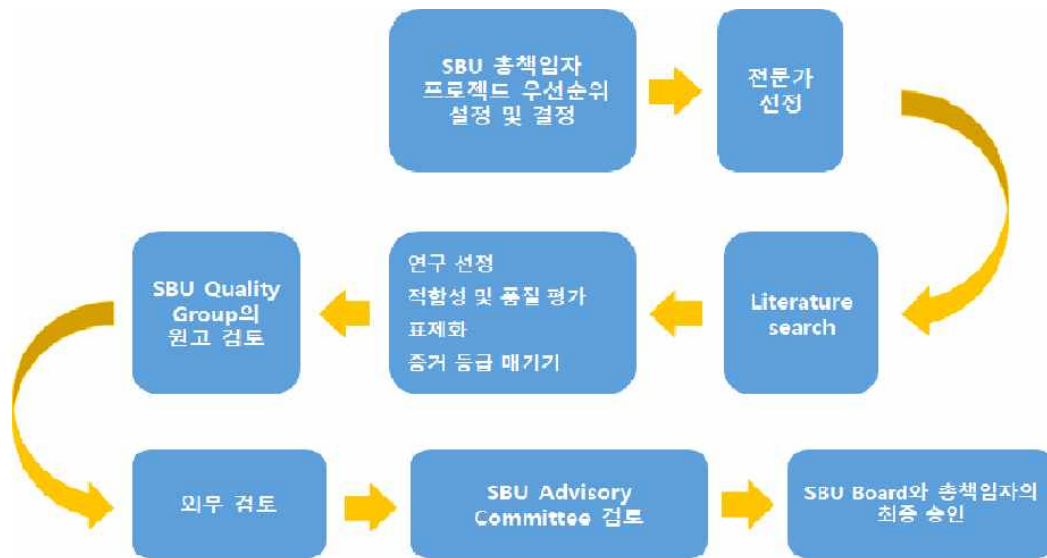 SBU 총책임자
프로젝트 우선순위
설정 및 결정
전문가
선정
Literature
search
연구 선정
적합성 및 품질 평가
표제화
증거 등급 매기기
SBU Quality
Group의
원고 검토
외부 검토
SBU Advisory
Committee 검토
SBU Board와 총책임자의
최종 승인